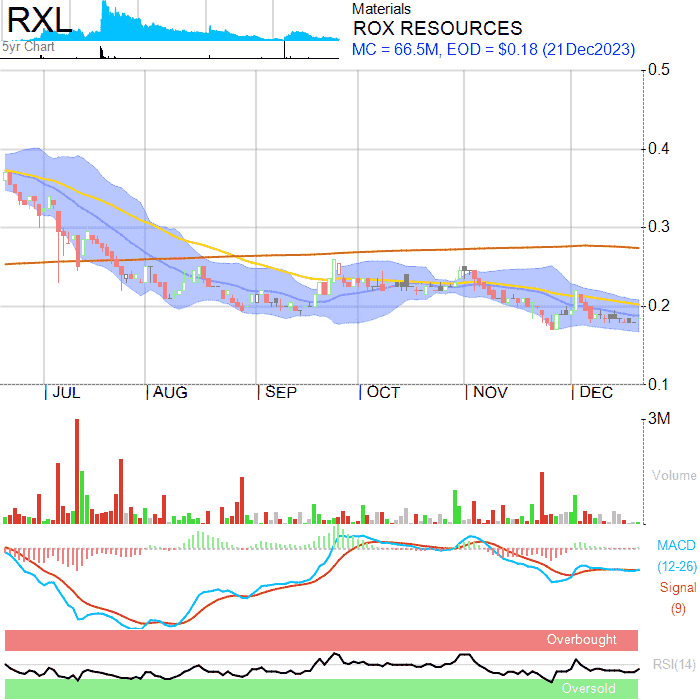 RXL
5yr Chart
Materials
ROX RESOURCES
MC = 66.5M, EOD = $0.18 (21Dec2023)
0.5
0.4
0.3
0.2
0.1
JUL AUG SEP OCT NOV DEC
3M
Volume
MACD
(12-26)
Signal
(9)
Overbought
RSI(14)
Oversold